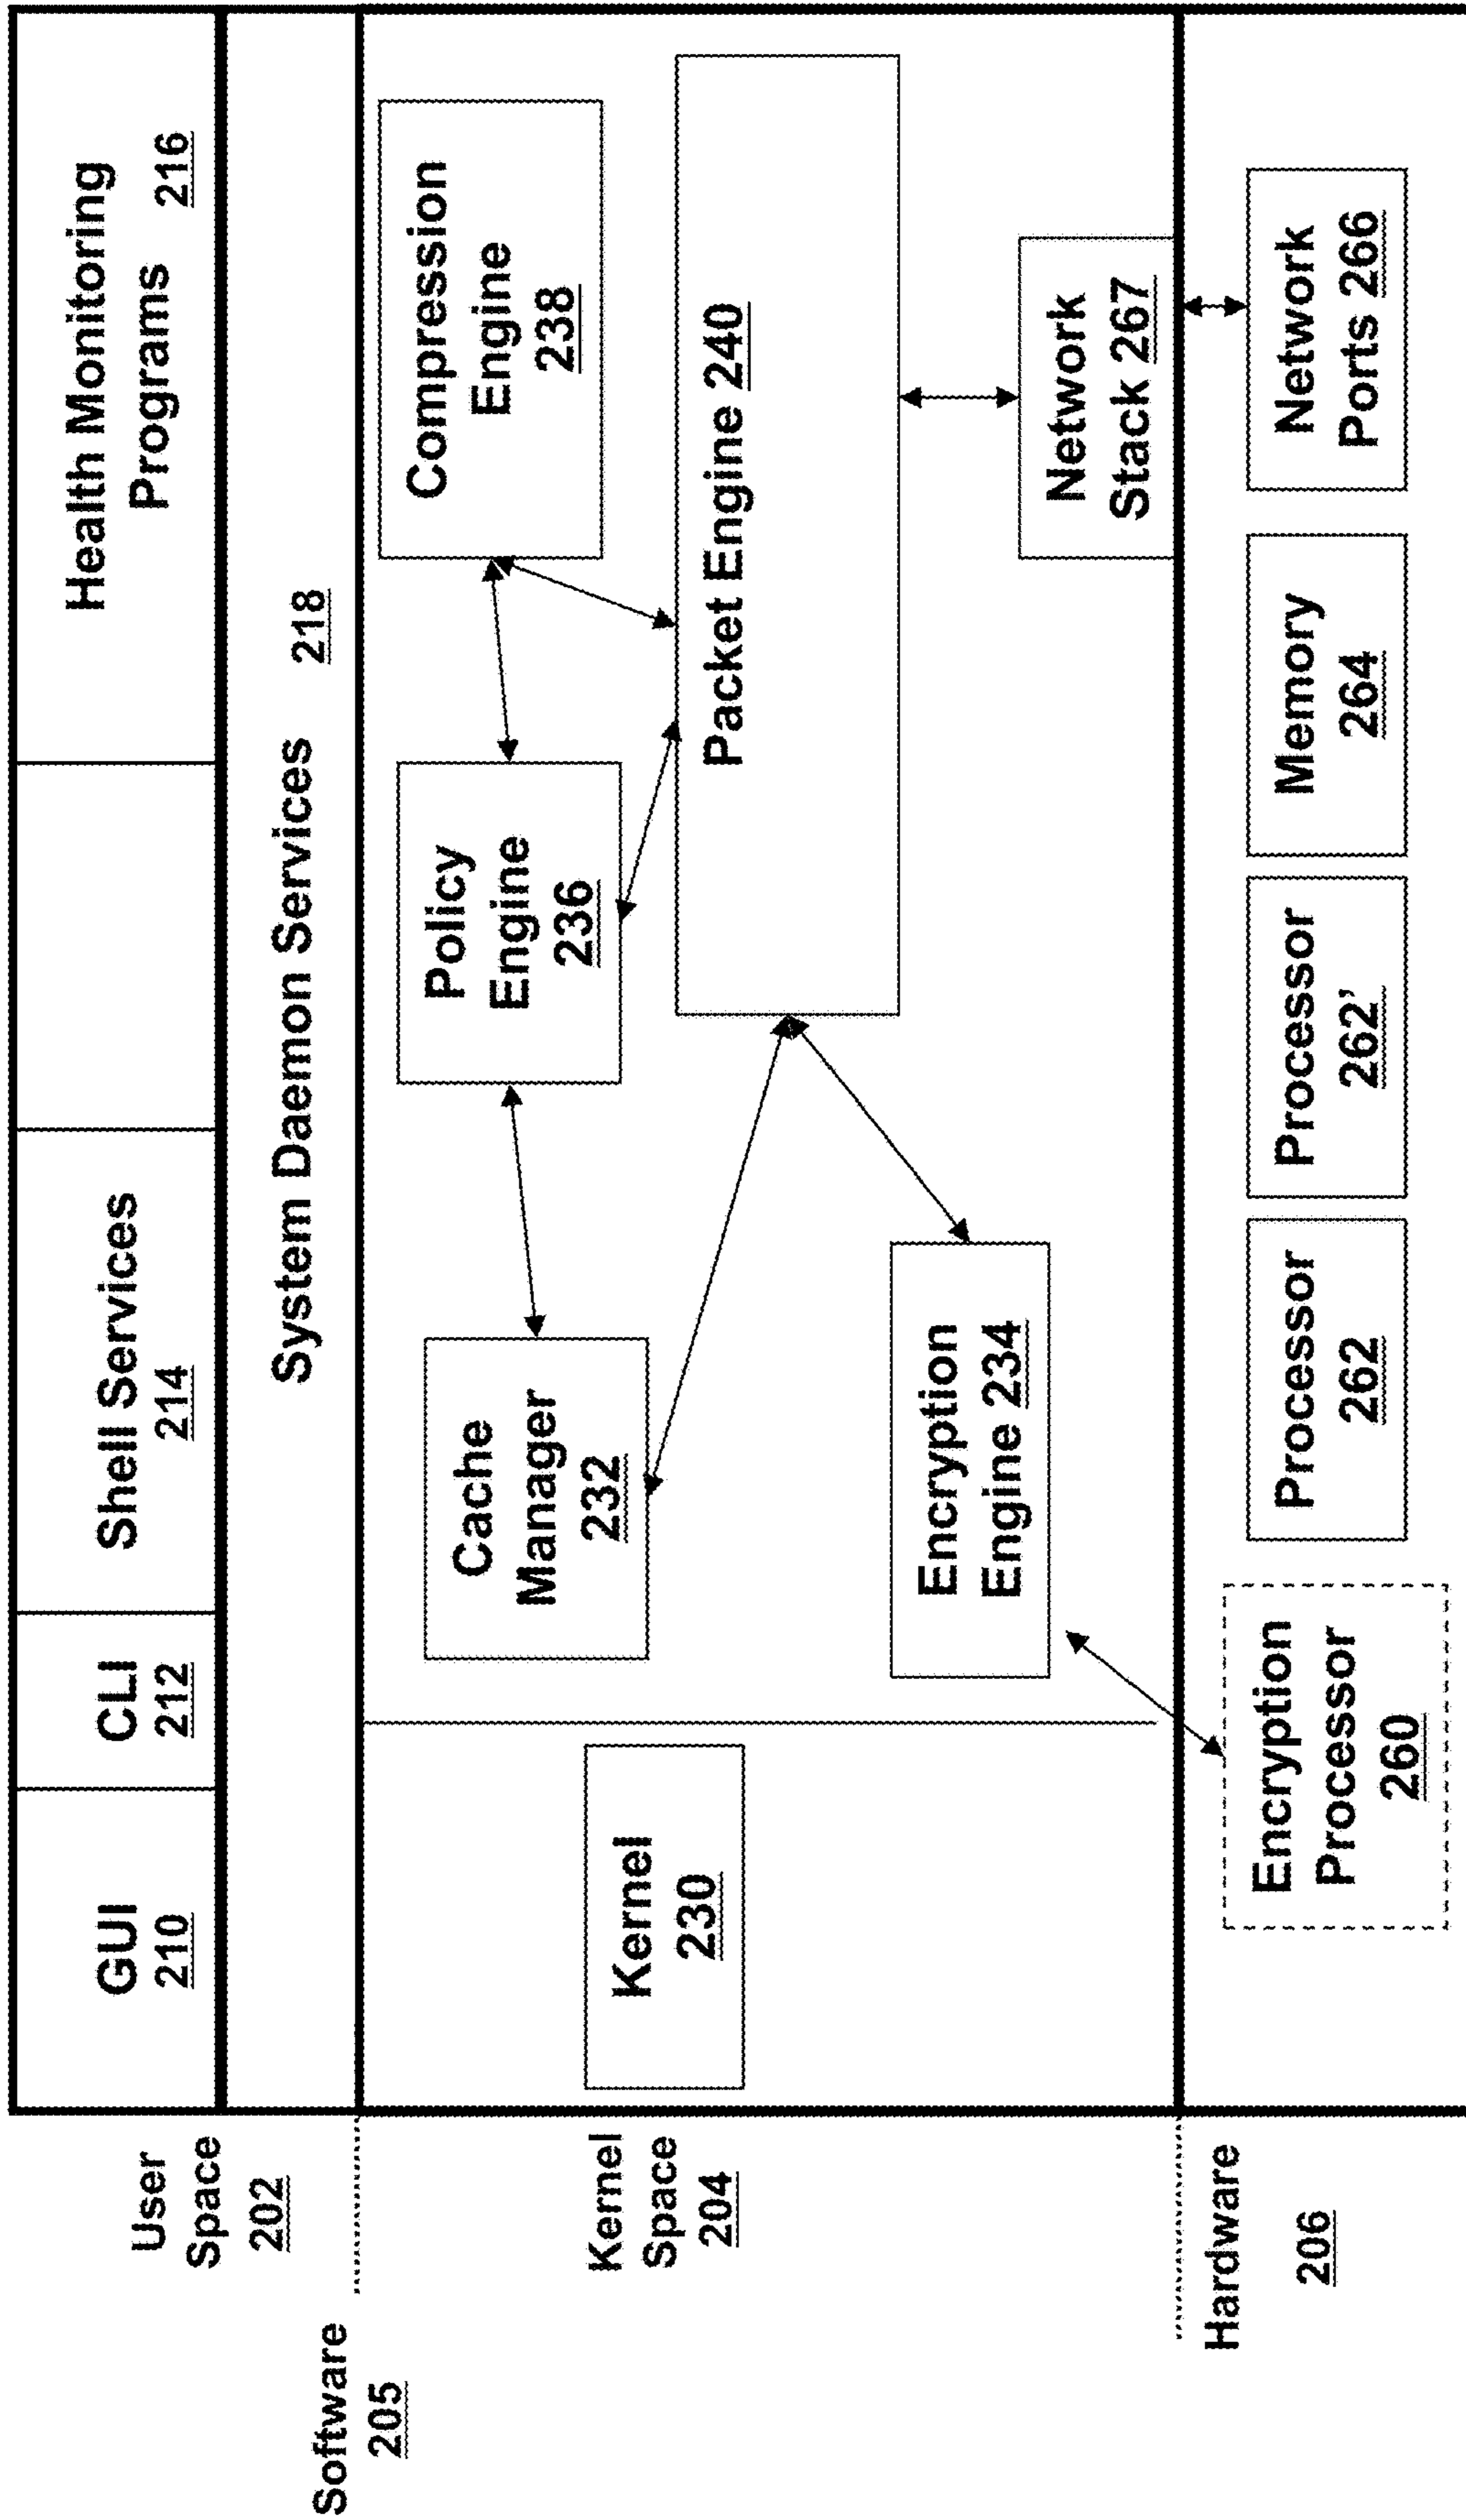 Software
205
User
Space
202
Kernel
Space
204
Hardware
206
GUI
210
CLI
212
Shell Services
214
Health Monitoring
Programs 216
System Daemon Services 218
Kernel
230
Cache
Manager
232
Policy
Engine
236
Compression
Engine
238
Packet Engine 240
Encryption
Engine 234
Network
Stack 267
Encryption
Processor
260
Processor
262
Processor
262’
Memory
264
Network
Ports 266